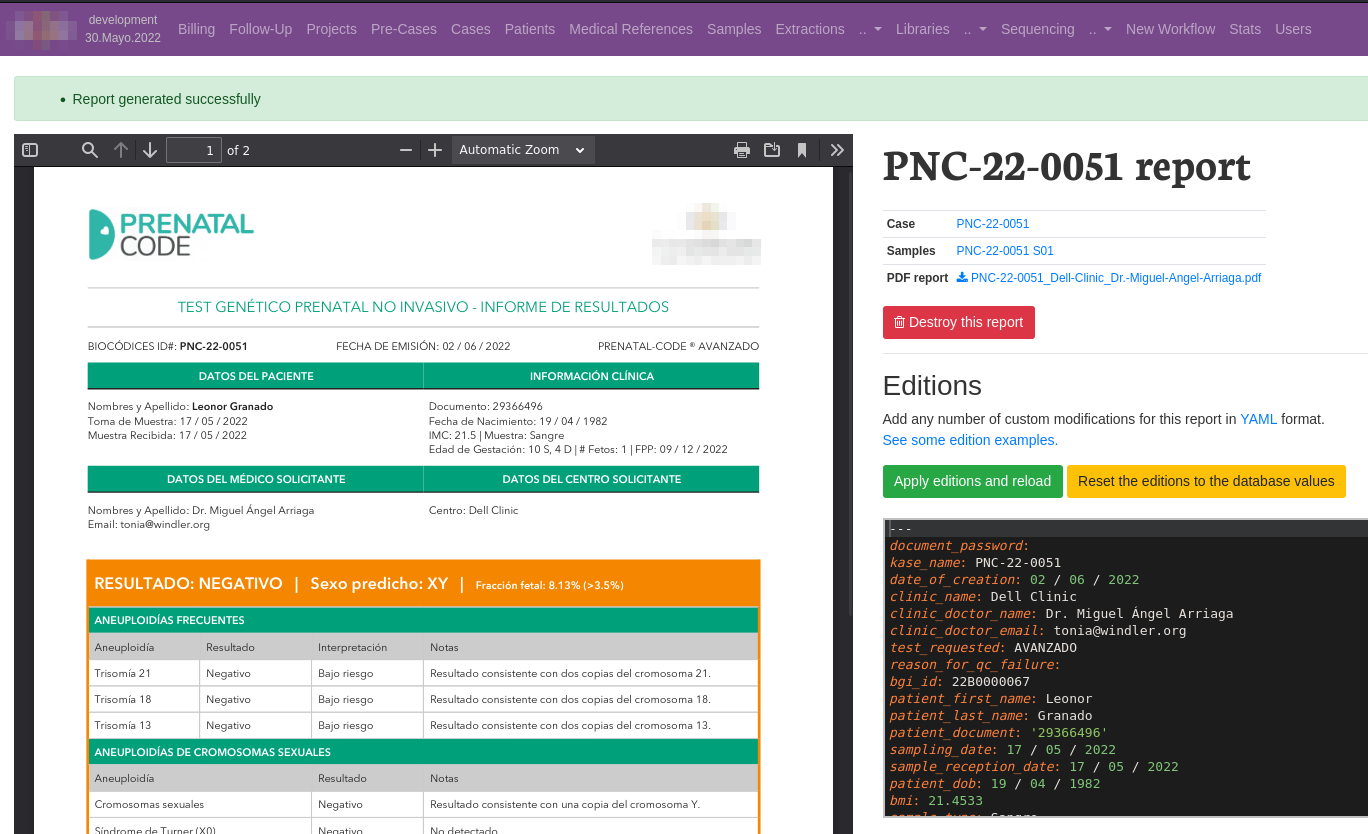 development
30.Mayo.2022
Billing Follow-Up Projects Pre-Cases Cases Patients Medical References Samples Extractions .. Libraries .. Sequencing .. New Workflow Stats Users
• Report generated successfully
1 of 2 Automatic Zoom
PRENATAL
CODE
TEST GENÉTICO PRENATAL NO INVASIVO - INFORME DE RESULTADOS
BIOCÓDICES ID#: PNC-22-0051 FECHA DE EMISIÓN: 02 / 06 / 2022 PRENATAL-CODE ® AVANZADO
DATOS DEL PACIENTE INFORMACIÓN CLÍNICA
Nombres y Apellido: Leonor Granado
Toma de Muestra: 17 / 05 / 2022
Muestra Recibida: 17 / 05 / 2022
Documento: 29366496
Fecha de Nacimiento: 19 / 04 / 1982
IMC: 21.5 | Muestra: Sangre
Edad de Gestación: 10 S, 4 D | # Fetos: 1 | FPP: 09 / 12 / 2022
DATOS DEL MÉDICO SOLICITANTE DATOS DEL CENTRO SOLICITANTE
Nombres y Apellido: Dr. Miguel Ángel Arriaga
Email: tonia@windler.org
Centro: Dell Clinic
RESULTADO: NEGATIVO | Sexo predicho: XY | Fracción fetal: 8.13% (>3.5%)
ANEUPLOIDÍAS FRECUENTES
Aneuploidía Resultado Interpretación Notas
Trisomía 21 Negativo Bajo riesgo Resultado consistente con dos copias del cromosoma 21.
Trisomía 18 Negativo Bajo riesgo Resultado consistente con dos copias del cromosoma 18.
Trisomía 13 Negativo Bajo riesgo Resultado consistente con dos copias del cromosoma 13.
ANEUPLOIDÍAS DE CROMOSOMAS SEXUALES
Aneuploidía Resultado Notas
Cromosomas sexuales Negativo Resultado consistente con una copia del cromosoma Y.
Síndrome de Turner (X0) Negativo No detectado
PNC-22-0051 report
Case PNC-22-0051
Samples PNC-22-0051 S01
PDF report PNC-22-0051_Dell-Clinic_Dr.-Miguel-Angel-Arriaga.pdf
Destroy this report
Editions
Add any number of custom modifications for this report in YAML format.
See some edition examples.
Apply editions and reload Reset the editions to the database values
---
document_password:
kase_name: PNC-22-0051
date_of_creation: 02 / 06 / 2022
clinic_name: Dell Clinic
clinic_doctor_name: Dr. Miguel Ángel Arriaga
clinic_doctor_email: tonia@windler.org
test_requested: AVANZADO
reason_for_qc_failure:
bgi_id: 22B0000067
patient_first_name: Leonor
patient_last_name: Granado
patient_document: '29366496'
sampling_date: 17 / 05 / 2022
sample_reception_date: 17 / 05 / 2022
patient_dob: 19 / 04 / 1982
bmi: 21.4533
sample_type: Sangre